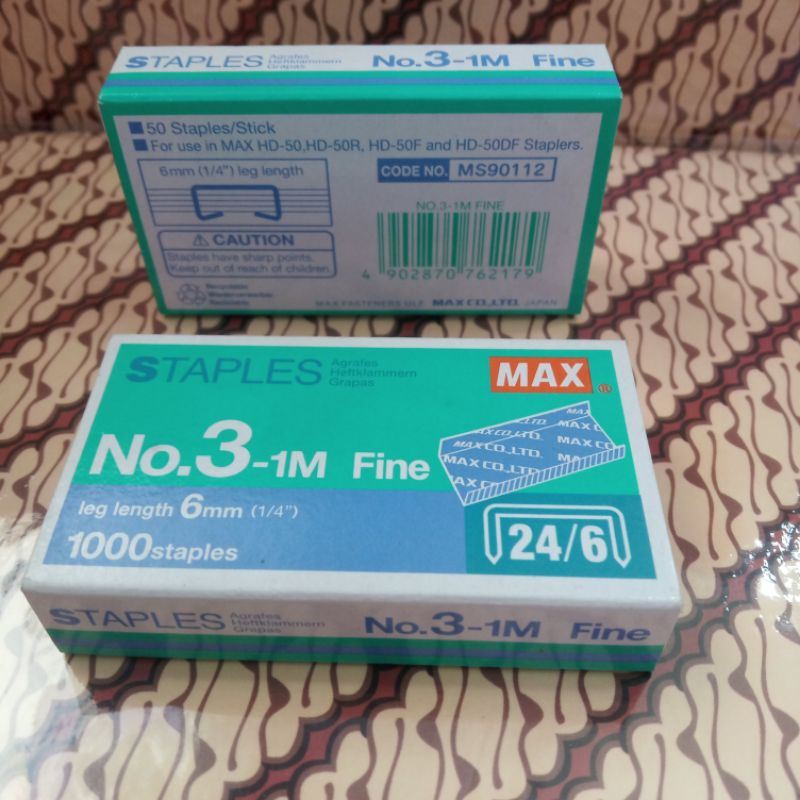 STAPLES Agrafes Heftklammern Grapas No.3-1M Fine
50 Staples/Stick
For use in MAX HD-50,HD-50R, HD-50F and HD-50DF Staplers.
6mm (1/4") leg length
CODE NO. MS90112
NO.3-1M FINE
4 902870 762179
CAUTION
Staples have sharp points.
Keep out of reach of children.
Recyclable
MAX FASTENERS MAX CO.,LTD. JAPAN
STAPLES
Agrafes
Heftklammern
Grapas
MAX ®
No.3-1M Fine
MAX CO.,LTD.
leg length 6mm (1/4")
1000staples
24/6
STAPLES Agrafes Heftklammern Grapas No.3-1M Fine